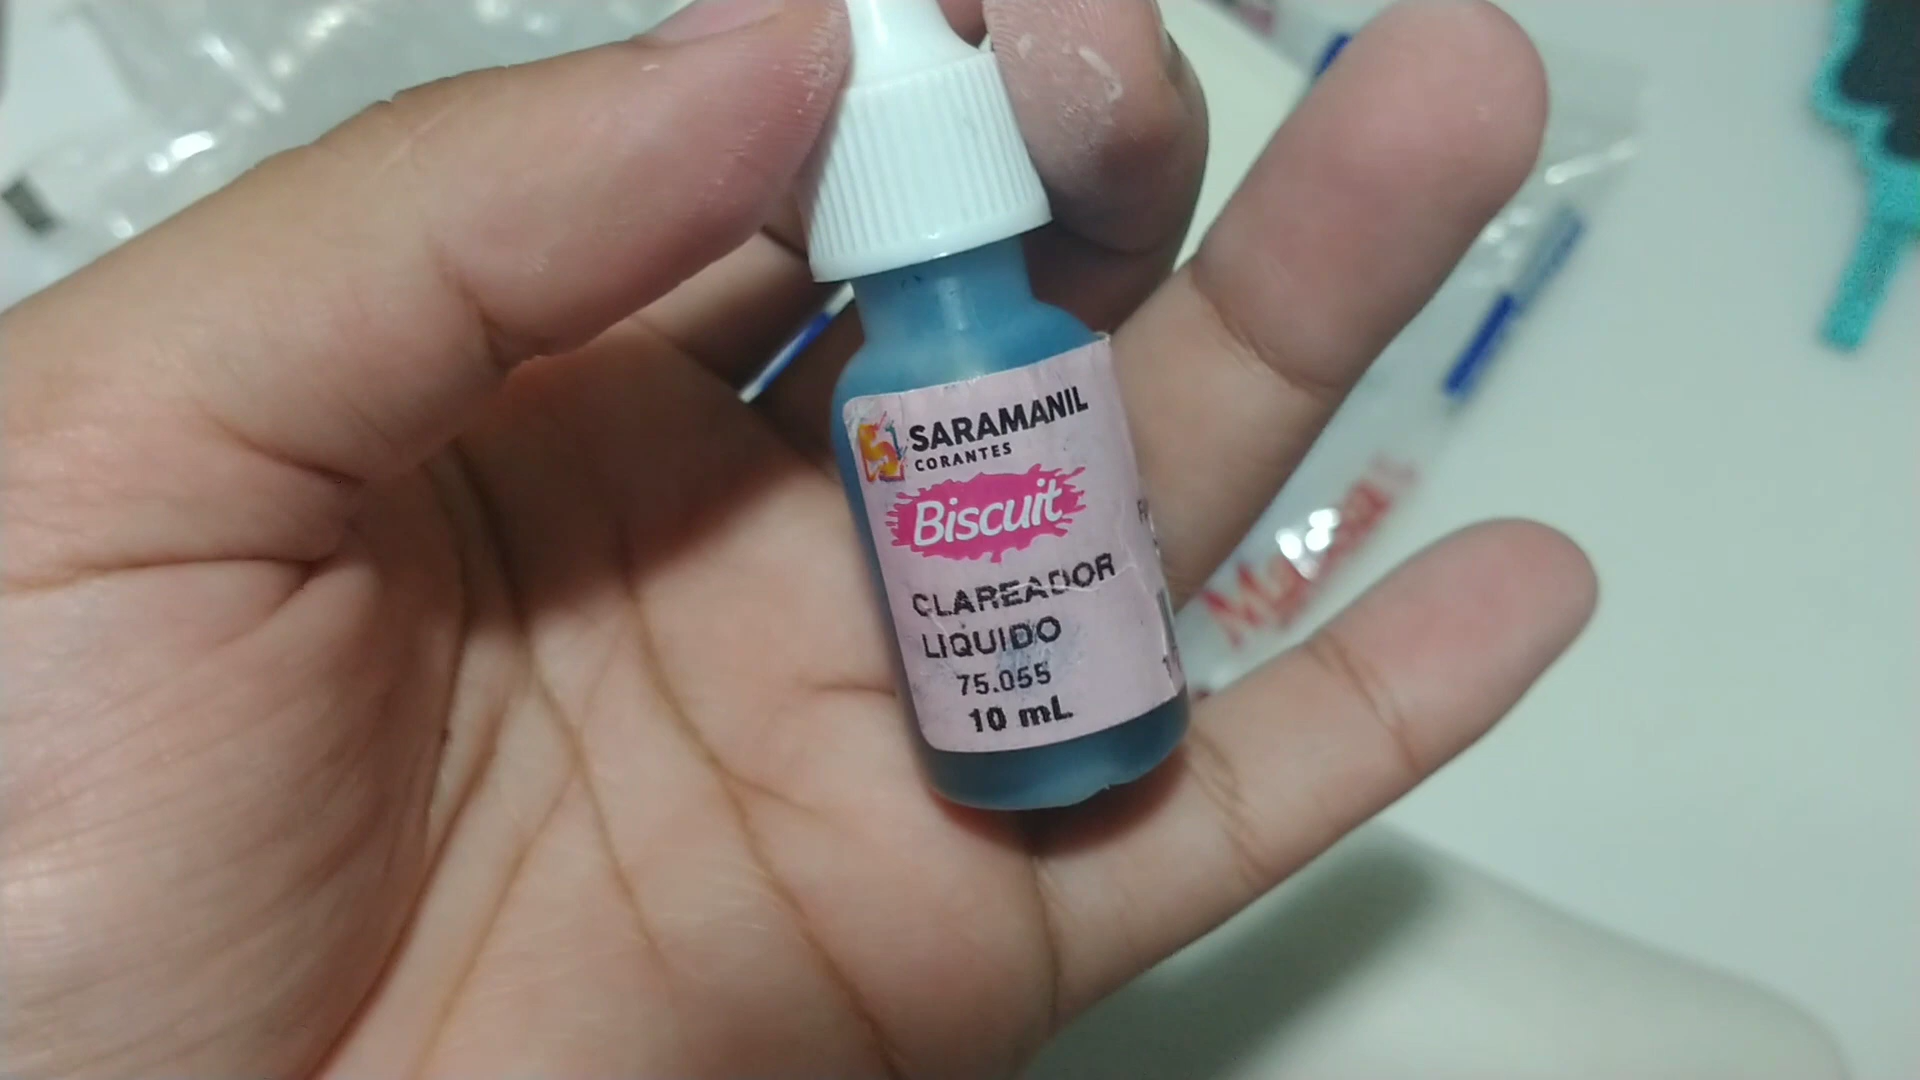 SARAMANIL
CORANTES
Biscuit
CLAREADOR
LIQUIDO
75.055
10 mL